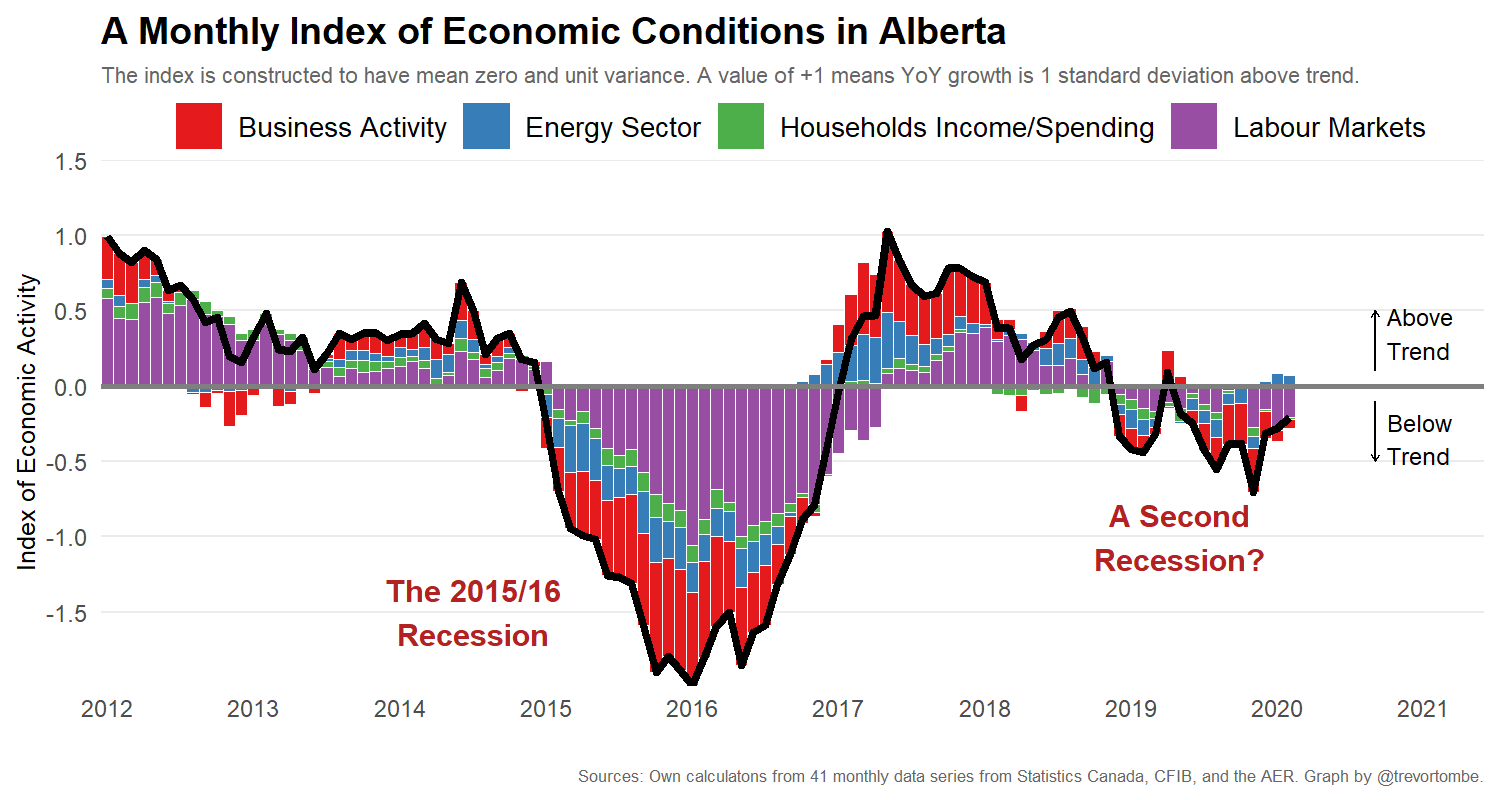 A Monthly Index of Economic Conditions in Alberta
The index is constructed to have mean zero and unit variance. A value of +1 means YoY growth is 1 standard deviation above trend.
Business Activity Energy Sector Households Income/Spending Labour Markets
Index of Economic Activity
1.5
1.0
0.5
0.0
-0.5
-1.0
-1.5
Above
Trend
Below
Trend
A Second
Recession?
The 2015/16
Recession
2012 2013 2014 2015 2016 2017 2018 2019 2020 2021
Sources: Own calculatons from 41 monthly data series from Statistics Canada, CFIB, and the AER. Graph by @trevortombe.